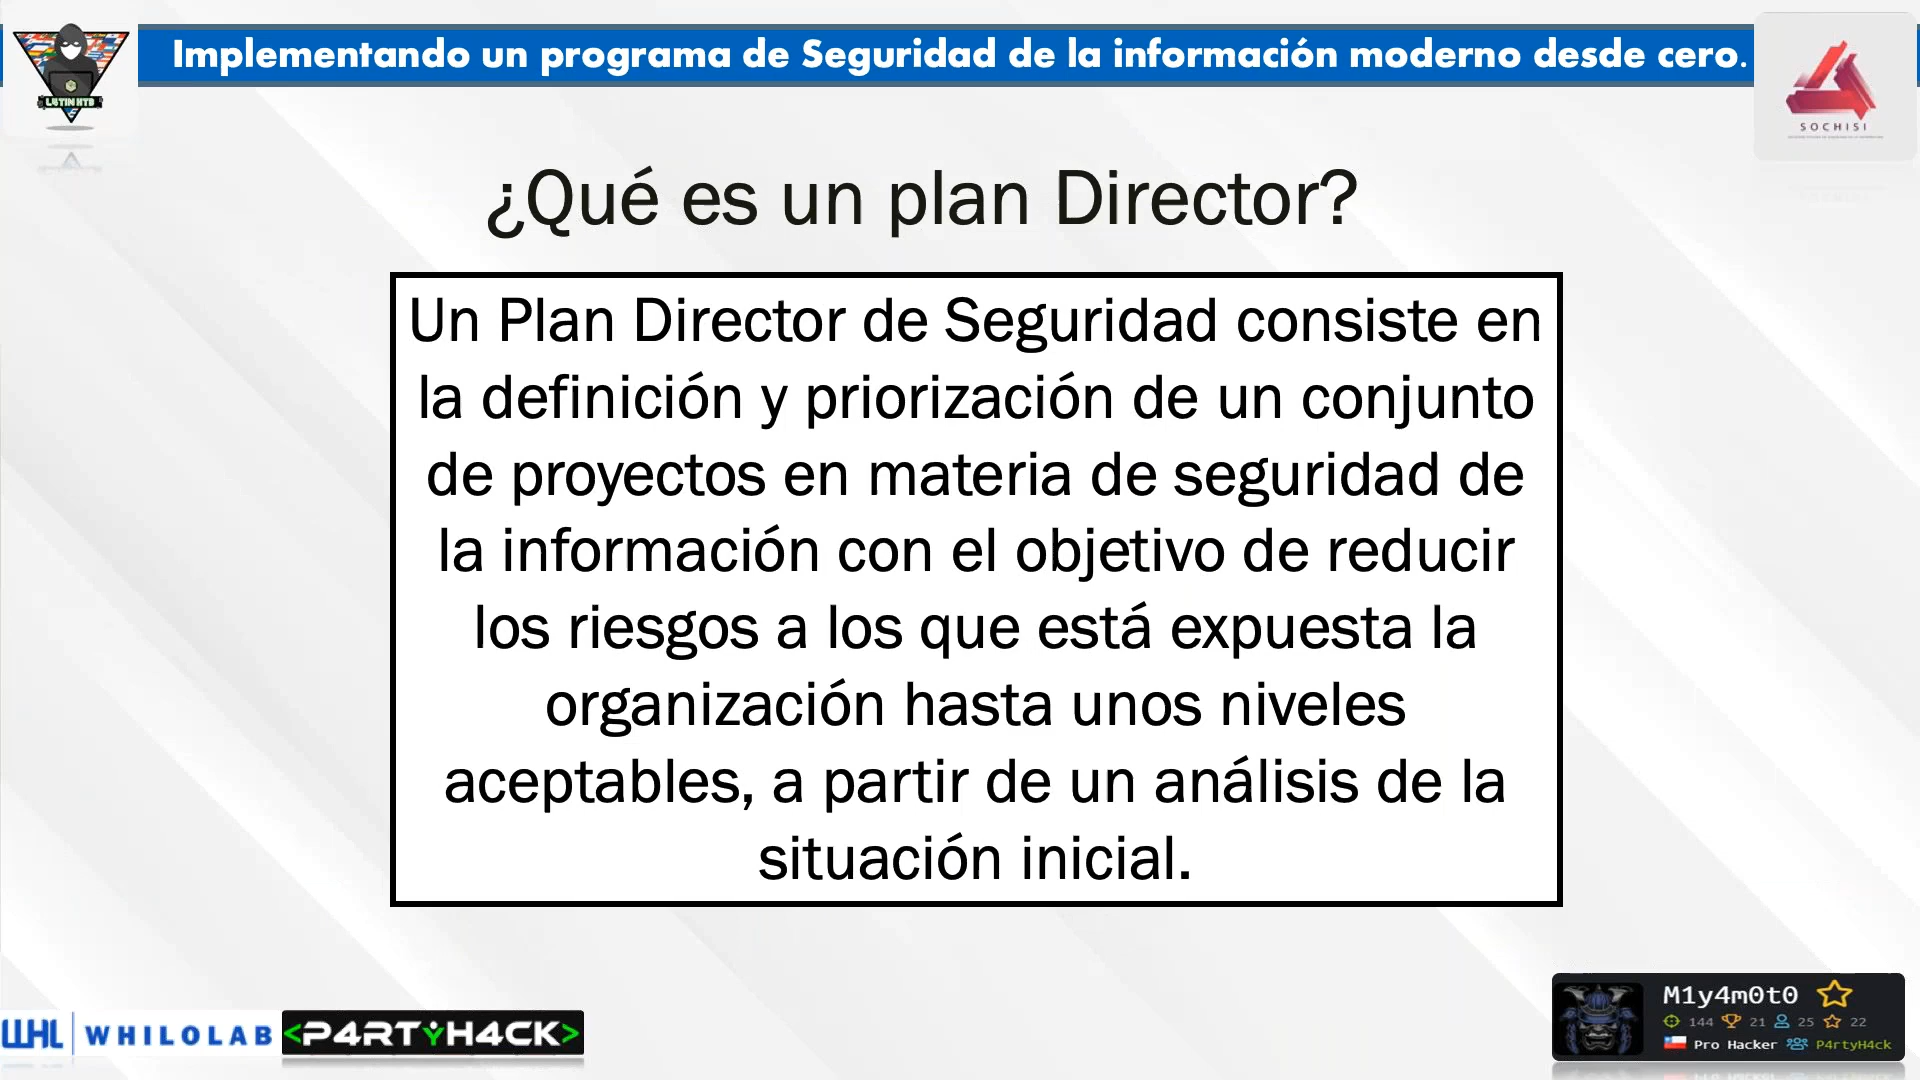 Implementando un programa de Seguridad de la información moderno desde cero.
L4TIN HTB
SOCHISI
¿Qué es un plan Director?
Un Plan Director de Seguridad consiste en
la definición y priorización de un conjunto
de proyectos en materia de seguridad de
la información con el objetivo de reducir
los riesgos a los que está expuesta la
organización hasta unos niveles
aceptables, a partir de un análisis de la
situación inicial.
WHL WHILOLAB <P4RTYH4CK>
M1y4m0t0
144 21 25 22
Pro Hacker P4rtyH4ck